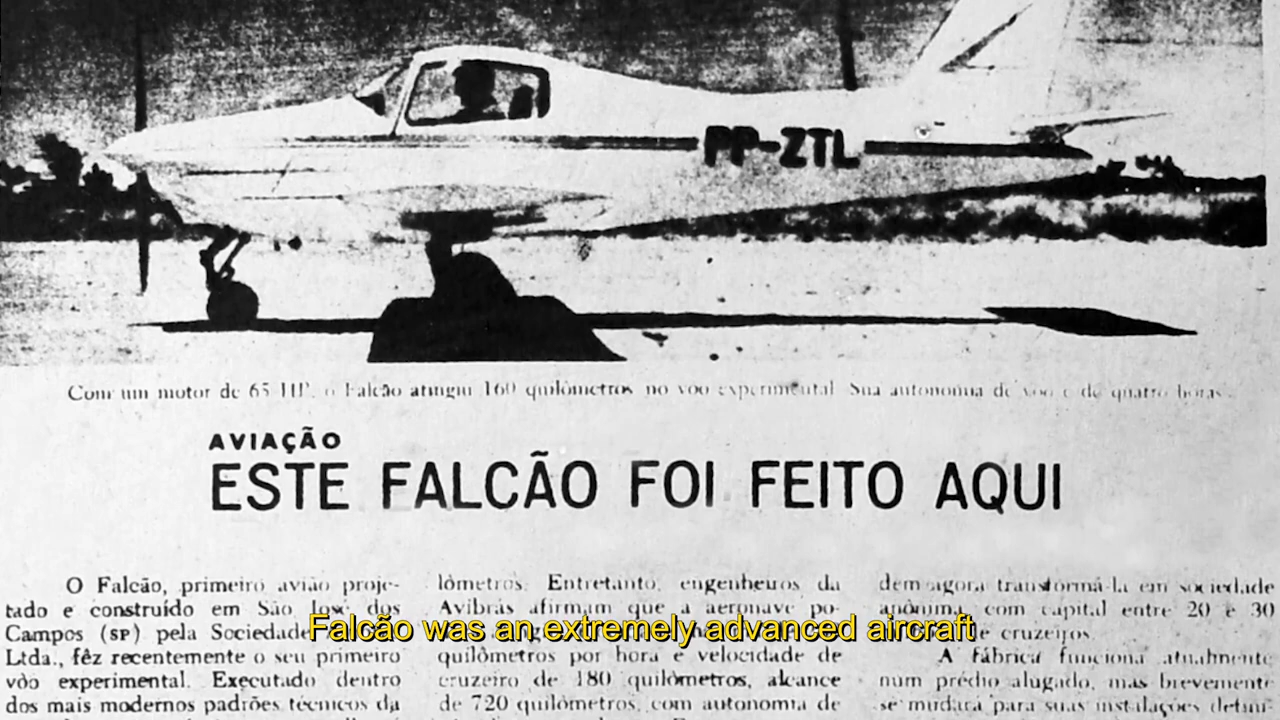 PP-ZTL
Com um motor de 65 HP, o Falcão atingiu 160 quilômetros no vôo experimental. Sua autonomia de vôo é de quatro horas.
AVIAÇÃO
ESTE FALCÃO FOI FEITO AQUI
O Falcão, primeiro avião proje-
tado e construído em São José dos
Campos (SP) pela Sociedade
Ltda., fêz recentemente o seu primeiro
vôo experimental. Executado dentro
dos mais modernos padrões técnicos da
lômetros. Entretanto, engenheiros da
Avibrás afirmam que a aeronave po-
quilômetros por hora e velocidade de
cruzeiro de 180 quilômetros, alcance
de 720 quilômetros, com autonomia de
dem agora transformá-la em sociedade
anônima, com capital entre 20 e 30
de cruzeiros.
A fábrica funciona atualmente
num prédio alugado, mas brevemente
se mudará para suas instalações defini-
Falcão was an extremely advanced aircraft